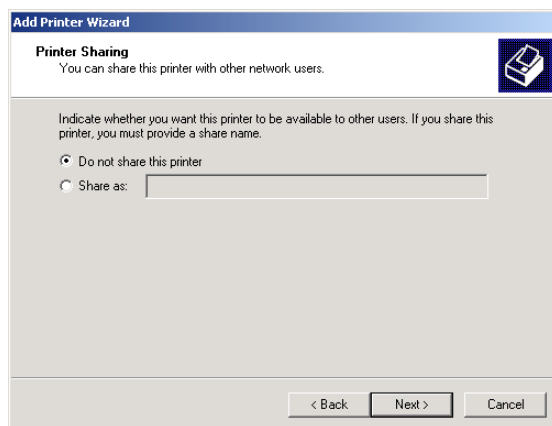 Add Printer Wizard
Printer Sharing
You can share this printer with other network users.
Indicate whether you want this printer to be available to other users. If you share this
printer, you must provide a share name.
Do not share this printer
Share as:
< Back
Next >
Cancel